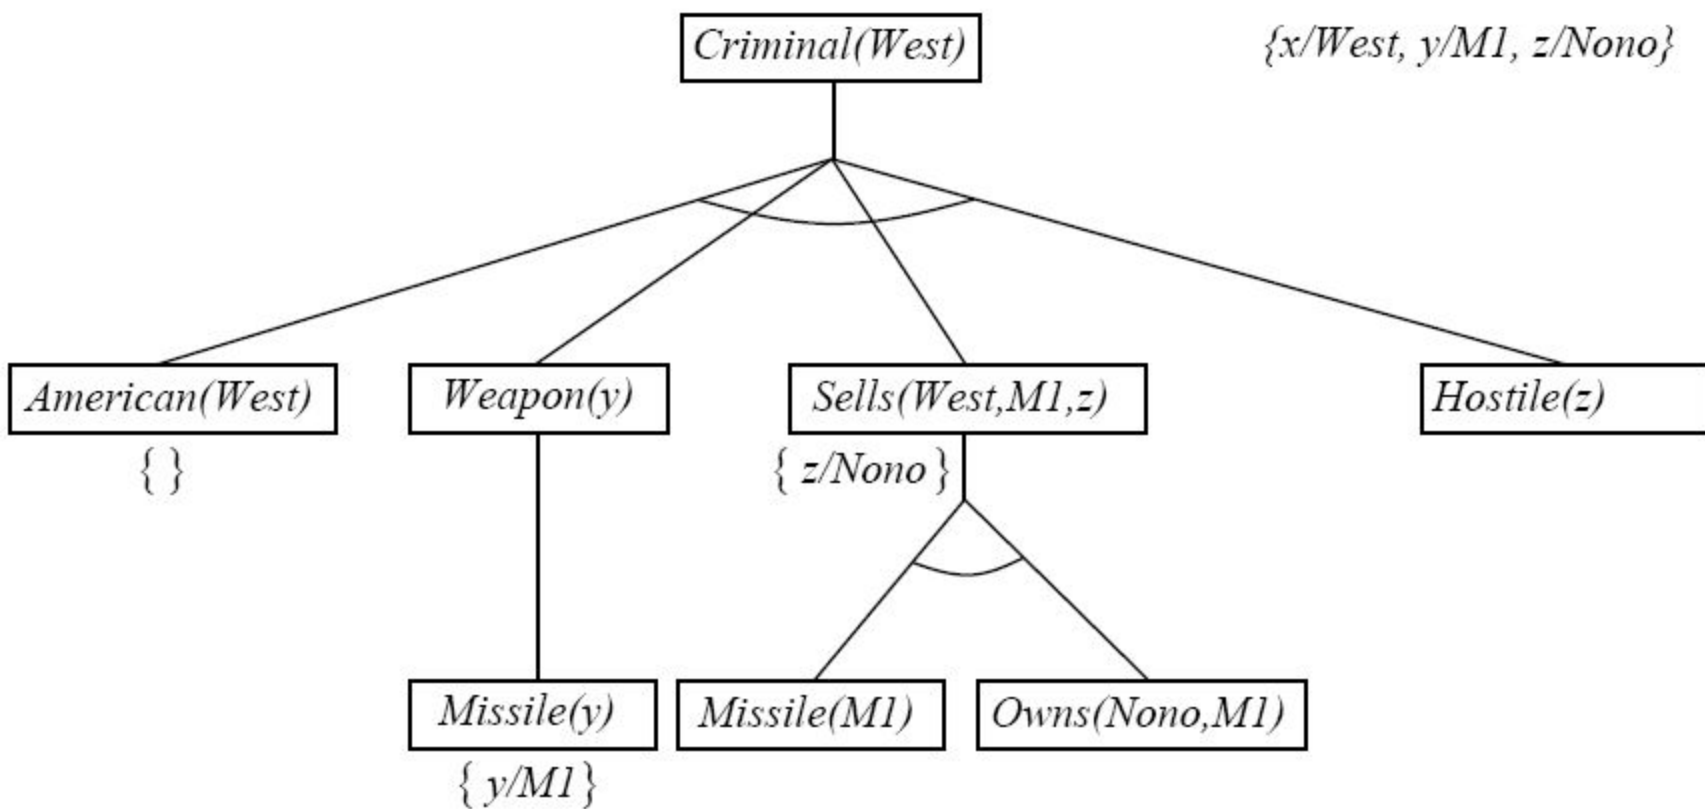 Criminal(West)
{x/West, y/M1, z/Nono}
American(West)
Weapon(y)
Sells(West,M1,z)
Hostile(z)
{ }
{ z/Nono }
Missile(y)
Missile(M1)
Owns(Nono,M1)
{ y/M1 }